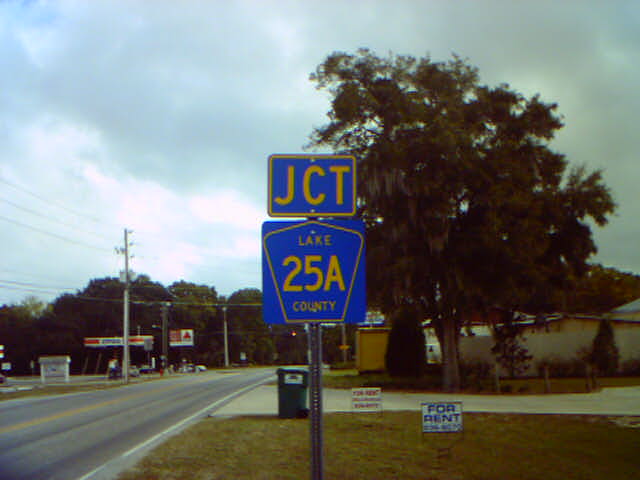 JCT
LAKE
25A
COUNTY
FOR RENT
FOR
RENT